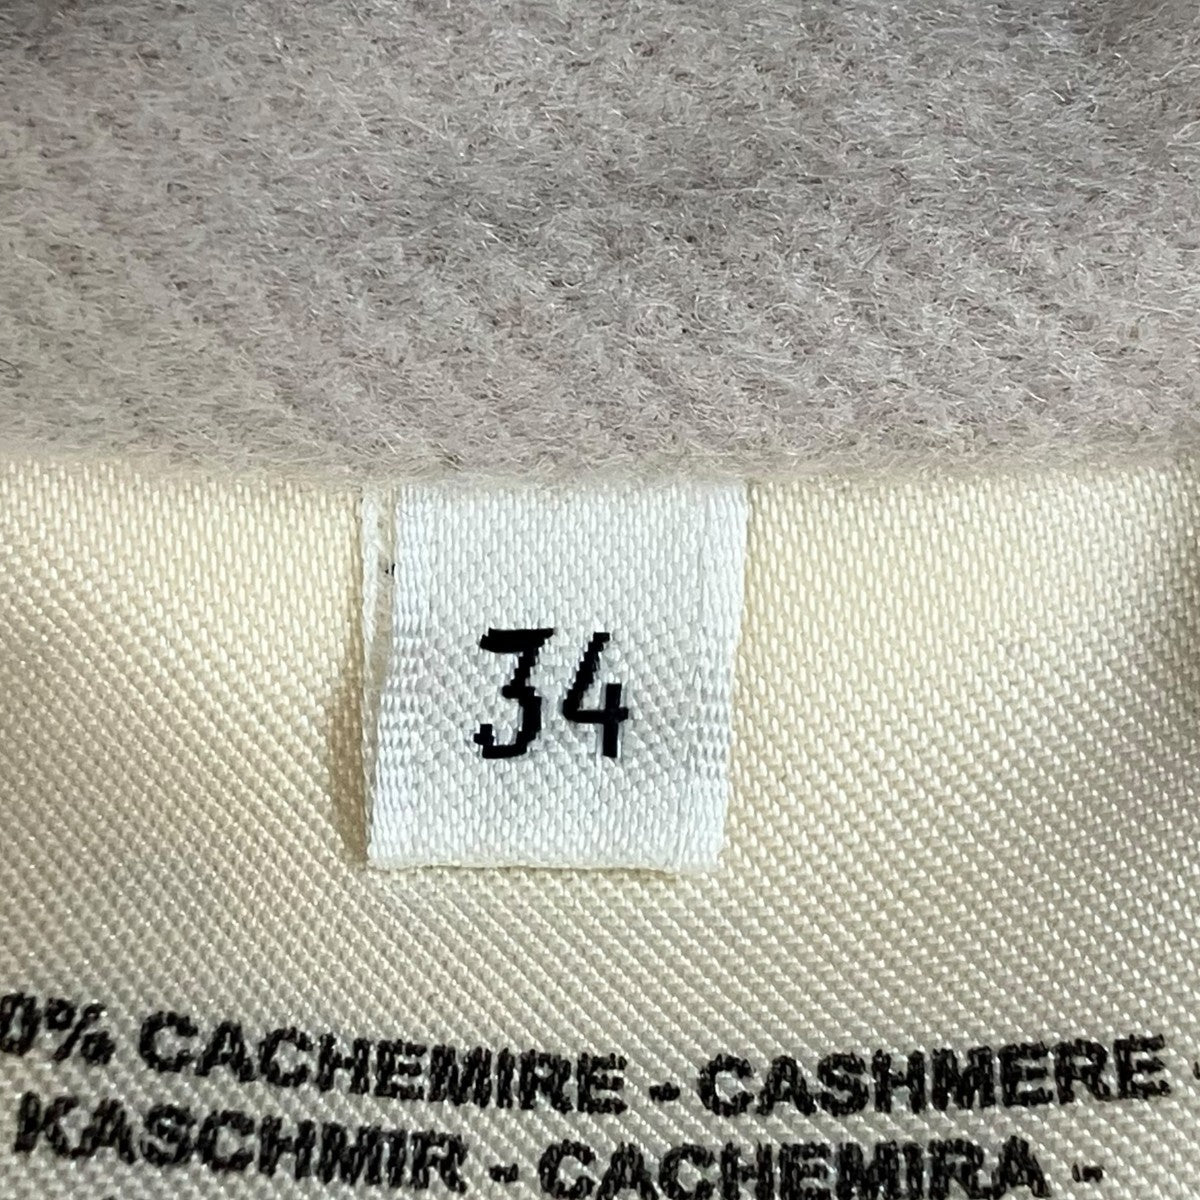 34
0% CACHEMIRE - CASHMERE -
KASCHMIR - CACHEMIRA -